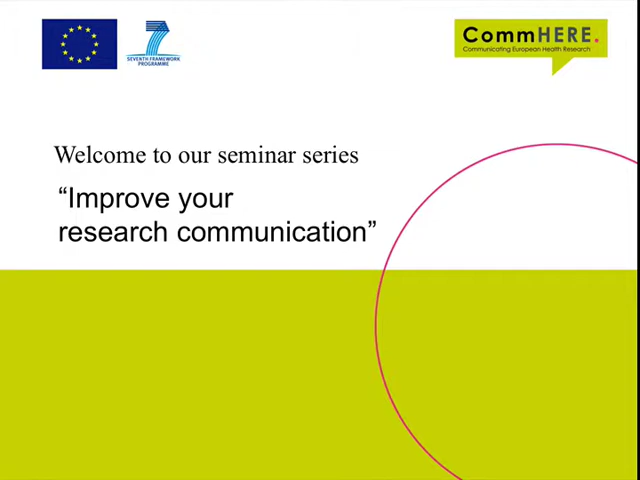 SEVENTH FRAMEWORK
PROGRAMME
CommHERE.
Communicating European Health Research
Welcome to our seminar series
“Improve your
research communication”